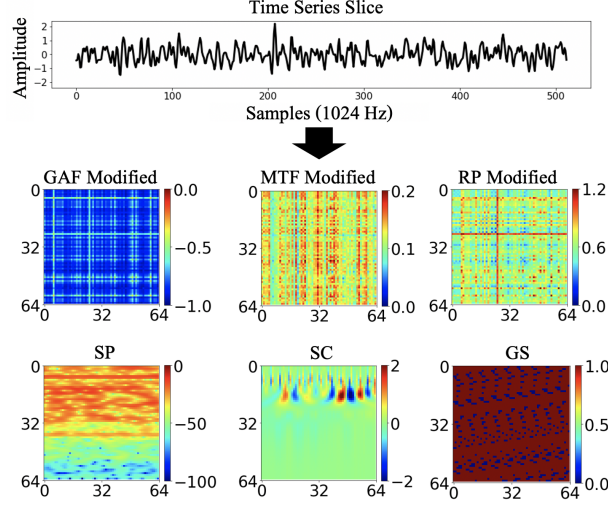 Time Series Slice
Amplitude
2
1
0
−1
−2
0 100 200 300 400 500
Samples (1024 Hz)
GAF Modified MTF Modified RP Modified
0 0.0 0 0.2 0 1.2
32 −0.5 32 0.1 32 0.6
64 −1.0 64 0.0 64 0.0
0 32 64 0 32 64 0 32 64
SP SC GS
0 0 0 2 0 1.0
32 −50 32 0 32 0.5
64 −100 64 −2 64 0.0
0 32 64 0 32 64 0 32 64